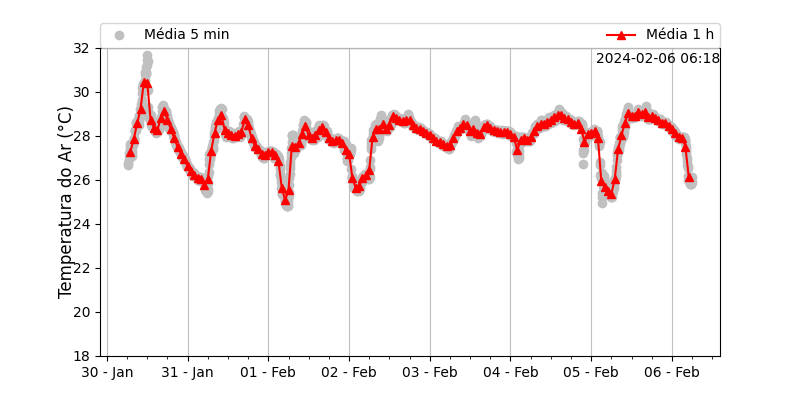 Média 5 min
Média 1 h
2024-02-06 06:18
Temperatura do Ar (°C)
32
30
28
26
24
22
20
18
30 - Jan
31 - Jan
01 - Feb
02 - Feb
03 - Feb
04 - Feb
05 - Feb
06 - Feb